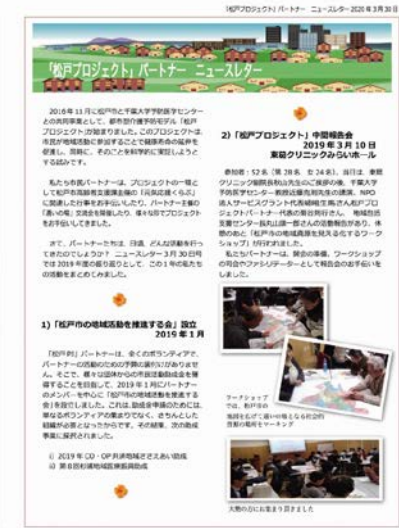 「松戸プロジェクト」パートナー ニュースレター 2020年3月30日
「松戸プロジェクト」パートナー ニュースレター
2016年11月に松戸市と千葉大学予防医学センター
との共同事業として、都市型介護予防モデル「松戸
プロジェクト」が始まりました。このプロジェクトは、
市民が地域活動に参加することで健康寿命の延伸を
促進し、同時に、そのことを科学的に実証しようと
する試みです。
私たち市民パートナーは、プロジェクトの一環と
して松戸市高齢者支援課主催の「元気応援くらぶ」
に関連した行事をお手伝いしたり、パートナー主催の
「通いの場」交流会を開催したり、様々な形でプロジェクト
をお手伝いしてきました。
さて、パートナーたちは、日頃、どんな活動を行っ
てきたのでしょうか? ニュースレター3月30日号
では2019年度の振り返りとして、この1年の私たち
の活動をまとめてみました。
1)「松戸市の地域活動を推進する会」設立
2019年1月
「松戸PJ」パートナーは、全くのボランティアで、
パートナーの活動のための予算の裏付けがありませ
ん。そこで、様々な団体からの市民活動助成金を獲
得することを目指して、2019年1月にパートナー
のメンバーを中心に「松戸市の地域活動を推進する
会」を設立しました。これは、助成金申請のためには、
単なるボランティアの集まりでなく、きちんとした
組織が必要となったからです。その結果、次の助成
事業に採択されました。
i) 2019年CO・OP共済地域ささえあい助成
ii) 第8回杉浦地域医療振興助成
2)「松戸プロジェクト」中間報告会
2019年3月10日
東葛クリニックみらいホール
参加者:52名(男28名 女24名)、当日は、東葛
クリニック副院長秋山先生のご挨拶の後、千葉大学
予防医学センター教授近藤克則先生の講演、NPO
法人サービスグラント代表嵯峨生馬さん松戸プロ
ジェクトパートナー代表の
があり、休
憩のあと「松戸市の地域資源を見える化するワーク
ショップ」が行われました。
私たちパートナーは、開会の準備、ワークショップ
の司会やファシリテーターとして報告会のお手伝いを
しました。
ワークショップ
では、松戸市の
地図を広げて通いの場となる社会的
資源の場所をマーキング
大勢の方にお集まり頂きました